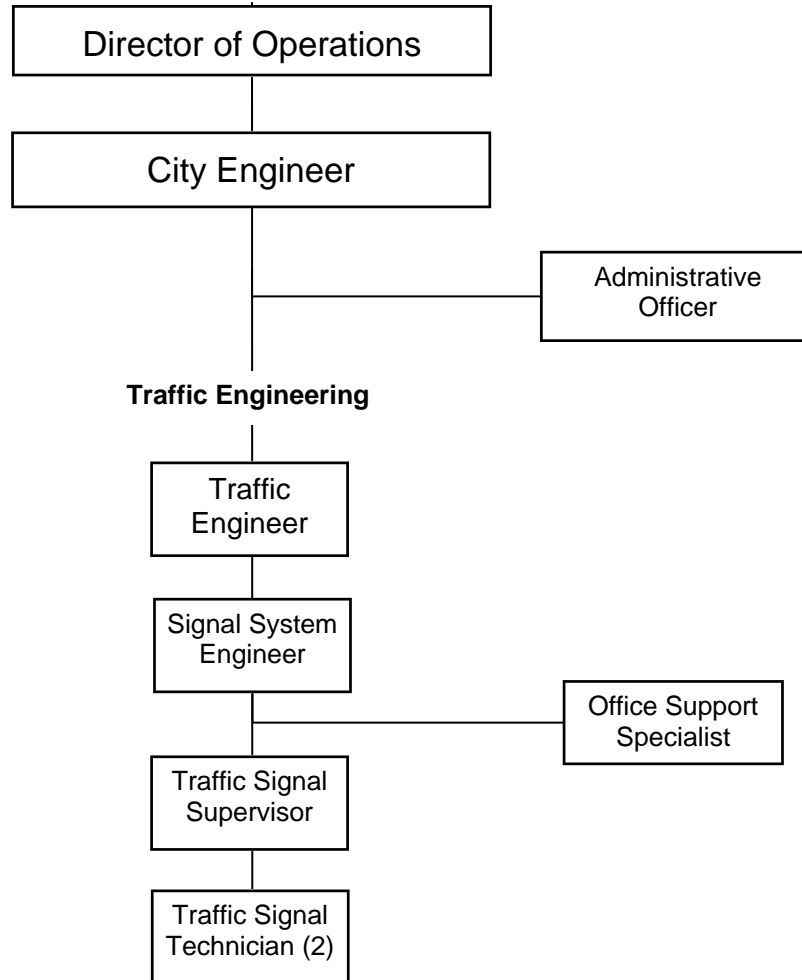 Director of Operations
City Engineer
Administrative
Officer
Traffic Engineering
Traffic
Engineer
Signal System
Engineer
Office Support
Specialist
Traffic Signal
Supervisor
Traffic Signal
Technician (2)